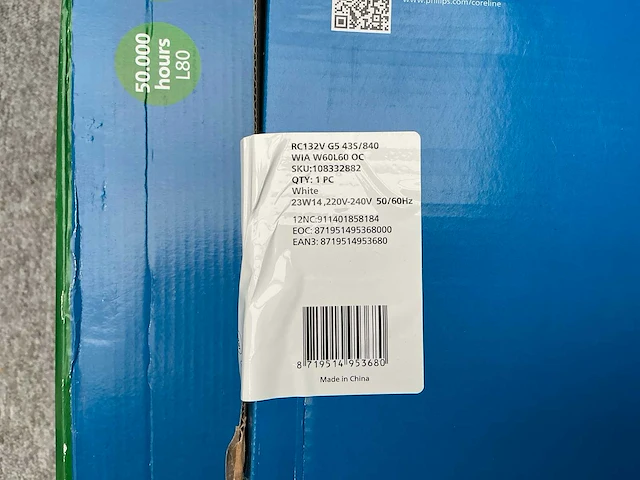 www.philips.com/coreline
50.000
hours
L80
RC132V G5 43S/840
WIA W60L60 OC
SKU:108332882
QTY: 1 PC
White
23W14 ,220V-240V 50/60Hz
12NC:911401858184
EOC: 871951495368000
EAN3: 8719514953680
8 719514 953680
Made in China